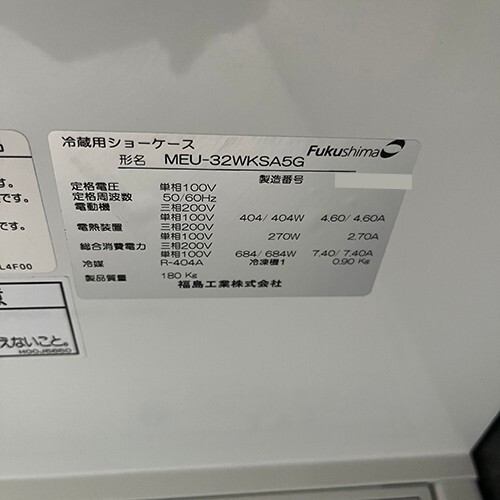 冷蔵用ショーケース
Fukushima
形名 MEU-32WKSA5G
製造番号
定格電圧 単相100V
定格周波数 50/60Hz
電動機 三相200V
単相100V 404/404W 4.60/4.60A
電熱装置 三相200V
単相100V 270W 2.70A
総合消費電力 三相200V
単相100V 684/684W 7.40/7.40A
冷媒 R-404A 冷凍機1 0.90 Kg
製品質量 180 Kg
福島工業株式会社
す。
です。
L4F00
えないこと。